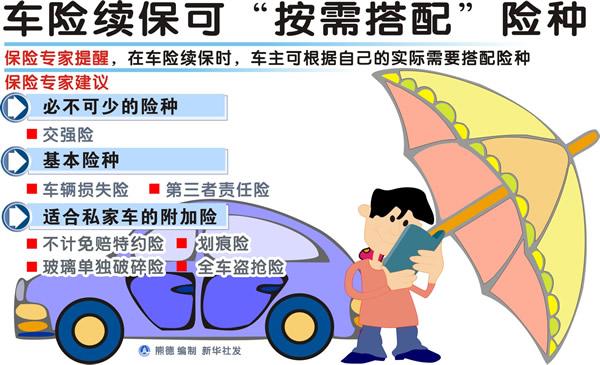 车险续保可“按需搭配”险种
保险专家提醒，在车险续保时，车主可根据自己的实际需要搭配险种
保险专家建议
必不可少的险种
交强险
基本险种
车辆损失险 第三者责任险
适合私家车的附加险
不计免赔特约险 划痕险
玻璃单独破碎险 全车盗抢险
熊德 编制 新华社发